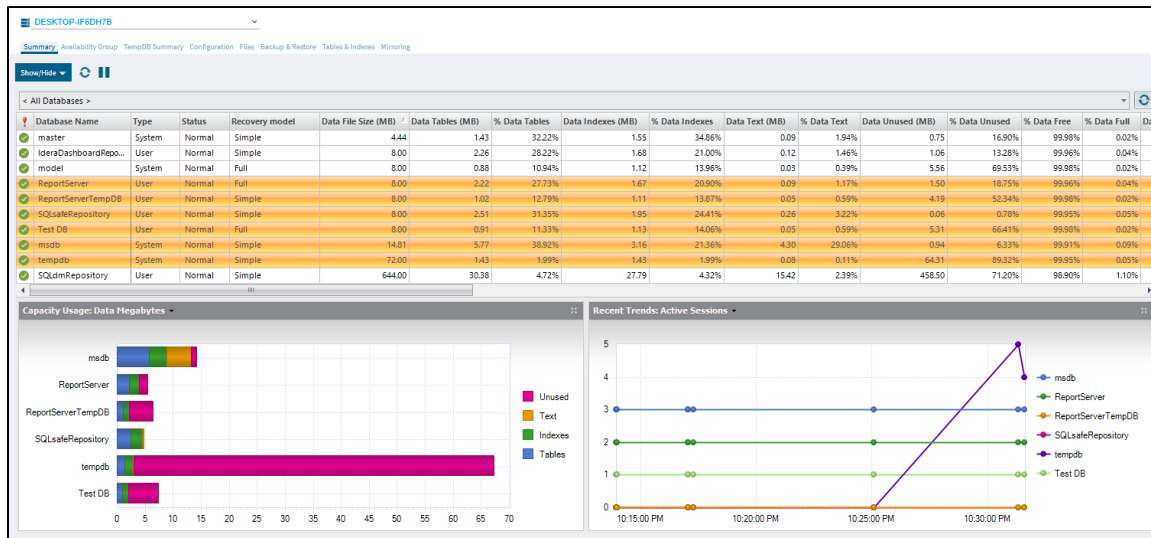 DESKTOP-IF6DH7B
Summary Availability Group TempDB Summary Configuration Files Backup & Restore Tables & Indexes Mirroring
Show/Hide
< All Databases >
Database Name Type Status Recovery model Data File Size (MB) Data Tables (MB) % Data Tables Data Indexes (MB) % Data Indexes Data Text (MB) % Data Text Data Unused (MB) % Data Unused % Data Free % Data Full Da
master System Normal Simple 4.44 1.43 32.22% 1.55 34.86% 0.09 1.94% 0.75 16.90% 99.98% 0.02%
IderaDashboardRepo... User Normal Simple 8.00 2.26 28.22% 1.68 21.00% 0.12 1.46% 1.06 13.28% 99.96% 0.04%
model System Normal Full 8.00 0.88 10.94% 1.12 13.96% 0.03 0.39% 5.56 69.53% 99.98% 0.02%
ReportServer User Normal Full 8.00 2.22 27.73% 1.67 20.90% 0.09 1.17% 1.50 18.75% 99.96% 0.04%
ReportServerTempDB User Normal Simple 8.00 1.02 12.79% 1.11 13.87% 0.05 0.59% 4.19 52.34% 99.98% 0.02%
SQLsafeRepository User Normal Simple 8.00 2.51 31.35% 1.95 24.41% 0.26 3.22% 0.06 0.78% 99.95% 0.05%
Test DB User Normal Full 8.00 0.91 11.33% 1.13 14.06% 0.05 0.59% 5.31 66.41% 99.98% 0.02%
msdb System Normal Simple 14.81 5.77 38.92% 3.16 21.36% 4.30 29.06% 0.94 6.33% 99.91% 0.09%
tempdb System Normal Simple 72.00 1.43 1.99% 1.43 1.99% 0.08 0.11% 64.31 89.32% 99.95% 0.05%
SQLdmRepository User Normal Simple 644.00 30.38 4.72% 27.79 4.32% 15.42 2.39% 458.50 71.20% 98.90% 1.10%
Capacity Usage: Data Megabytes
msdb
ReportServer
ReportServerTempDB
SQLsafeRepository
tempdb
Test DB
0 5 10 15 20 25 30 35 40 45 50 55 60 65 70
Unused
Text
Indexes
Tables
Recent Trends: Active Sessions
5
4
3
2
1
0
10:15:00 PM 10:20:00 PM 10:25:00 PM 10:30:00 PM
msdb
ReportServer
ReportServerTempDB
SQLsafeRepository
tempdb
Test DB